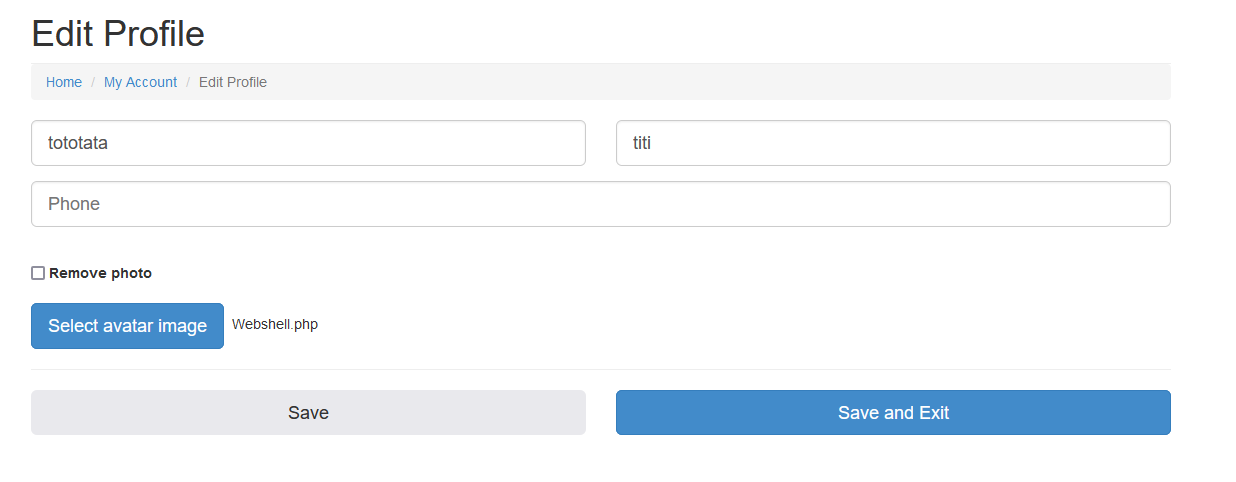 Edit Profile
Home / My Account / Edit Profile
tototata titi
Phone
Remove photo
Select avatar image Webshell.php
Save Save and Exit